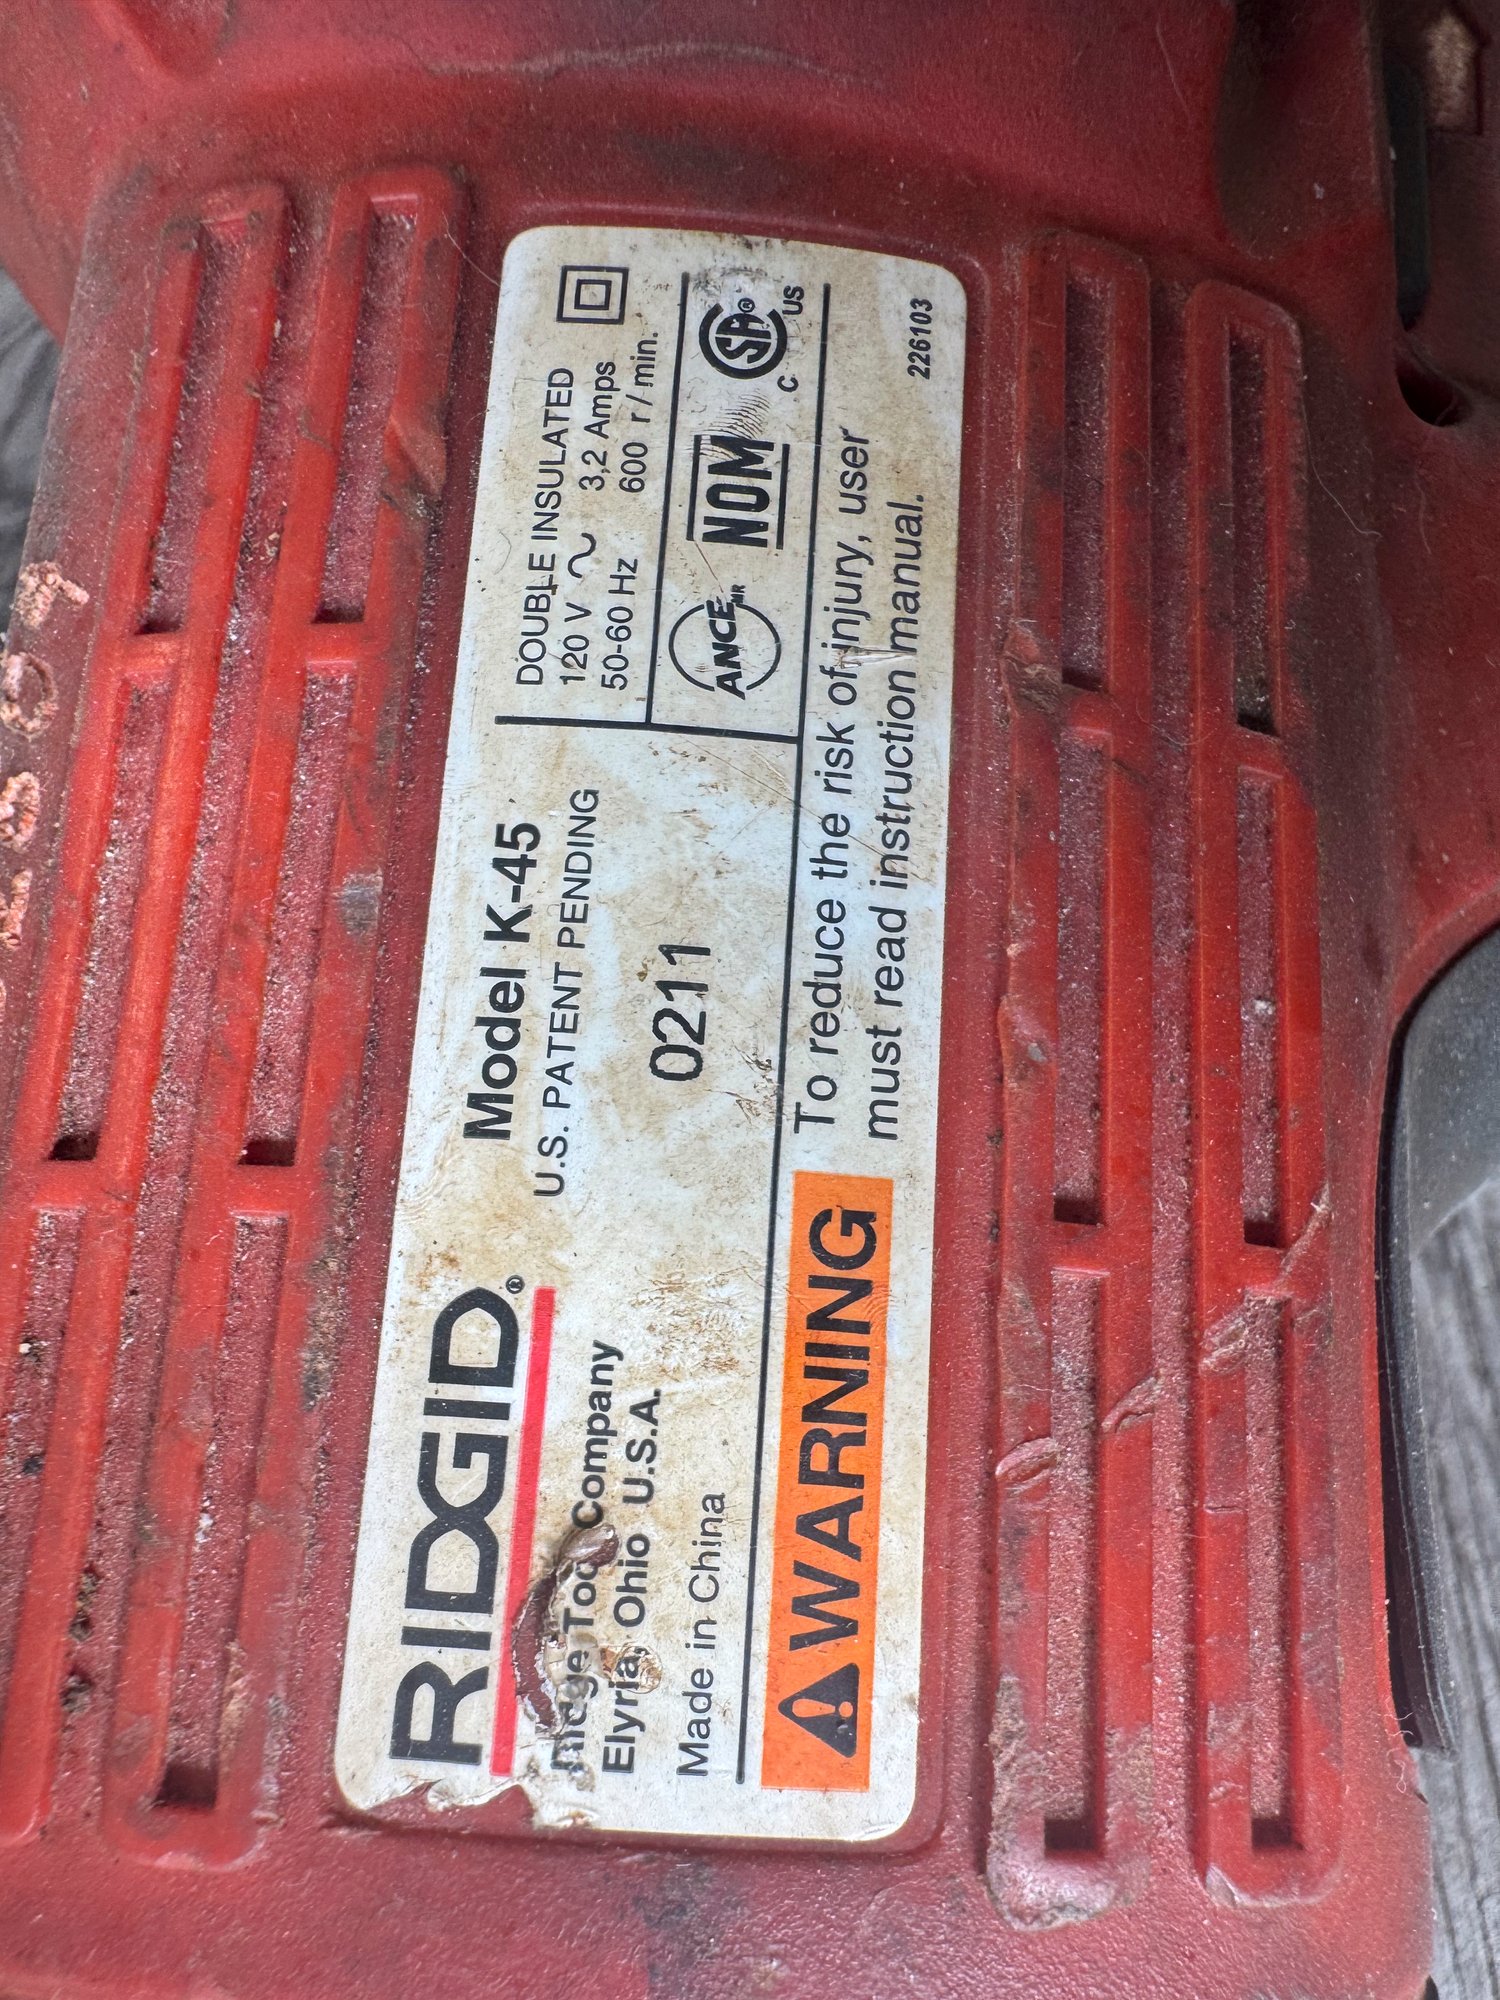 RIDGID®
Ridge Tool Company
Elyria, Ohio U.S.A.
Made in China
Model K-45
U.S. PATENT PENDING
0211
DOUBLE INSULATED
120 V ~ 3,2 Amps
50-60 Hz 600 r/min.
ANCE MR
NOM
C SA® US
WARNING
To reduce the risk of injury, user
must read instruction manual.
226103